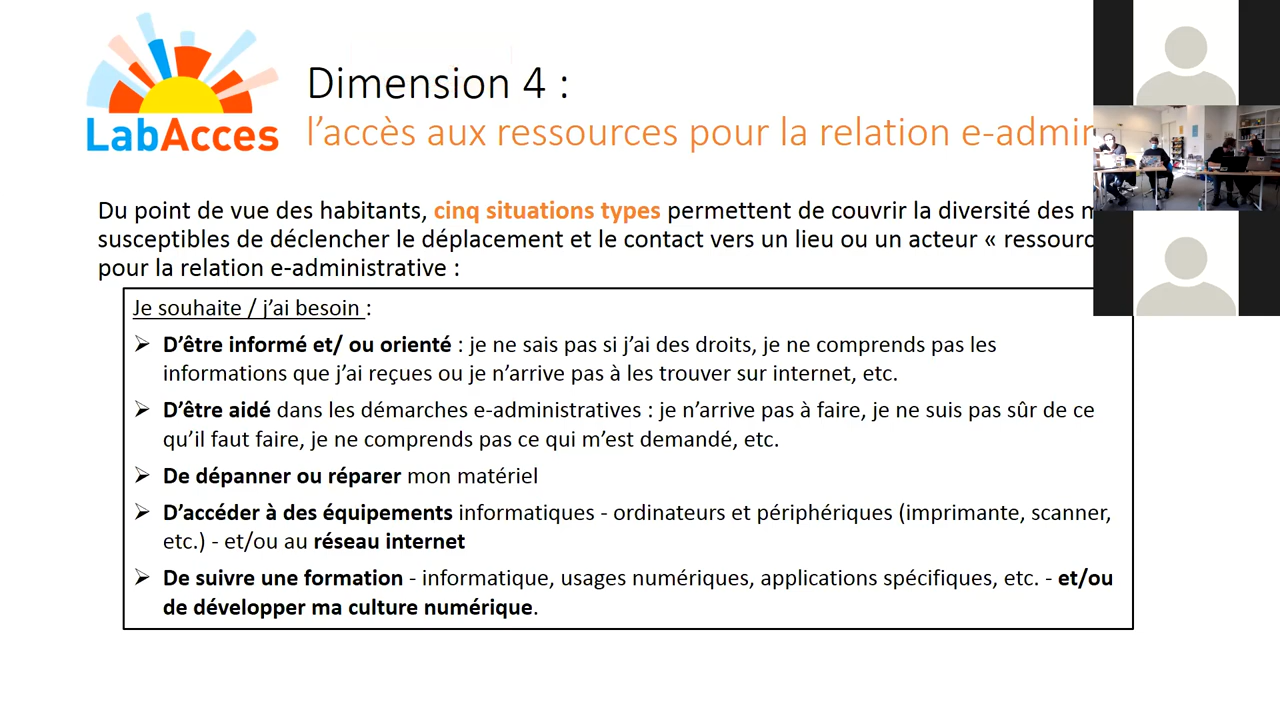 LabAcces
Dimension 4 :
l’accès aux ressources pour la relation
Du point de vue des habitants, cinq situations types permettent de couvrir la diversité des
susceptibles de déclencher le déplacement et le contact vers un lieu ou un acteur «
pour la relation e-administrative :
Je souhaite / j’ai besoin :
➢ D’être informé et/ ou orienté : je ne sais pas si j’ai des droits, je ne comprends pas les
informations que j’ai reçues ou je n’arrive pas à les trouver sur internet, etc.
➢ D’être aidé dans les démarches e-administratives : je n’arrive pas à faire, je ne suis pas sûr de ce
qu’il faut faire, je ne comprends pas ce qui m’est demandé, etc.
➢ De dépanner ou réparer mon matériel
➢ D’accéder à des équipements informatiques - ordinateurs et périphériques (imprimante, scanner,
etc.) - et/ou au réseau internet
➢ De suivre une formation - informatique, usages numériques, applications spécifiques, etc. - et/ou
de développer ma culture numérique.